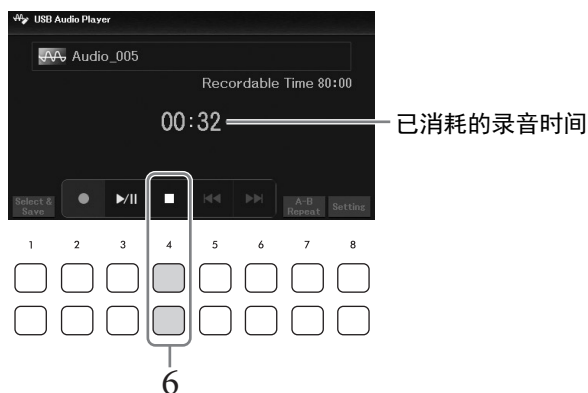 USB Audio Player
Audio_005
Recordable Time 80:00
00:32
已消耗的录音时间
Select & Save
A-B Repeat
Setting
1 2 3 4 5 6 7 8
6